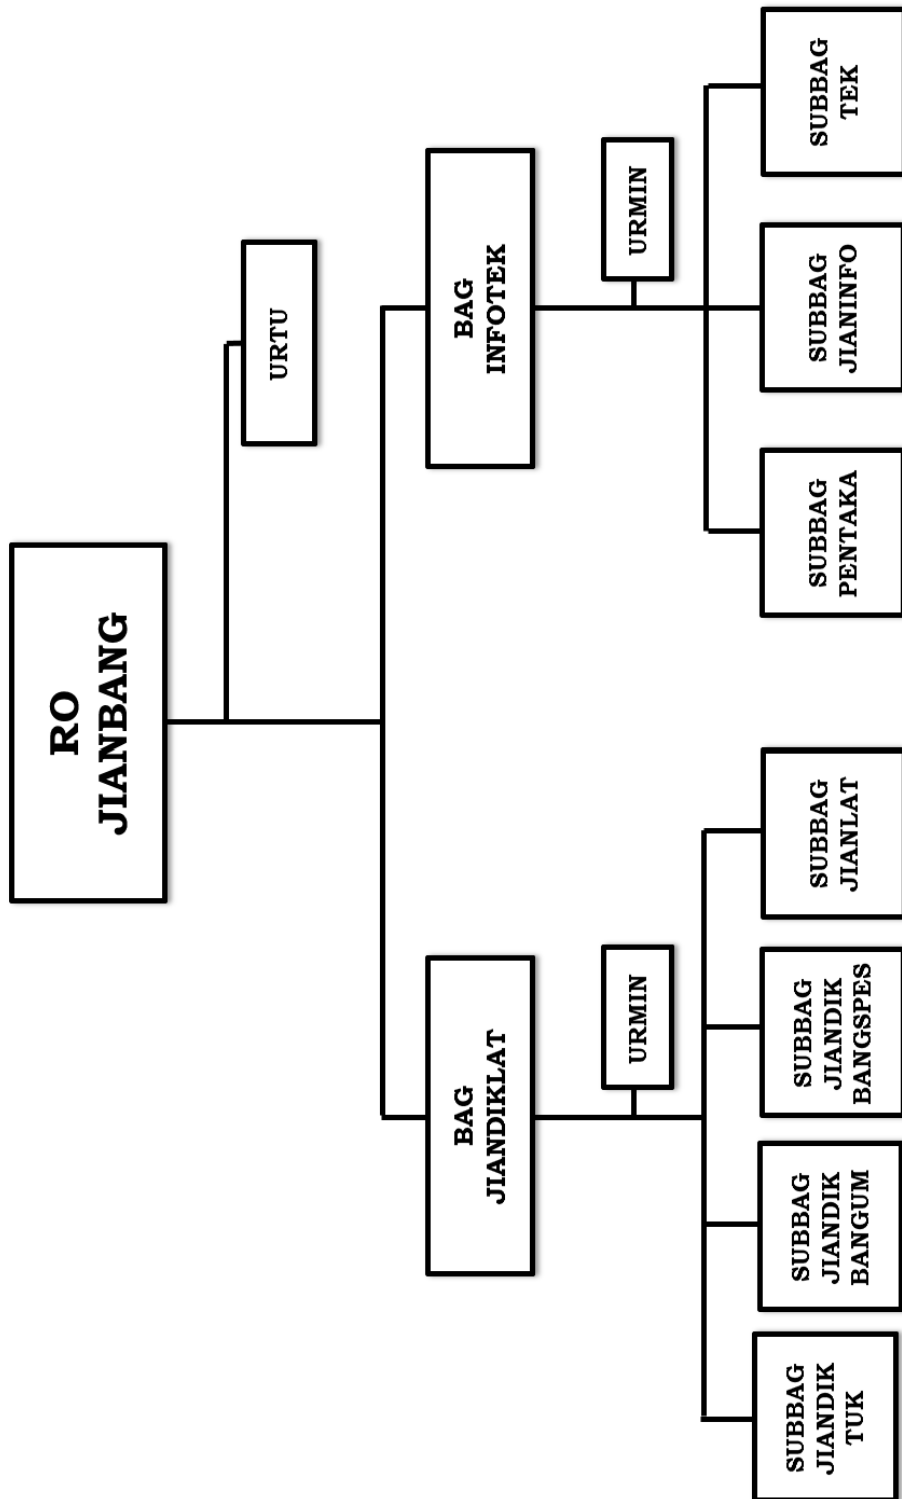 RO
JIANBANG
URTU
BAG
JIANDIKLAT
BAG
INFOTEK
URMIN
URMIN
SUBBAG
JIANDIK
TUK
SUBBAG
JIANDIK
BANGUM
SUBBAG
JIANDIK
BANGSPES
SUBBAG
JIANLAT
SUBBAG
PENTAKA
SUBBAG
JIANINFO
SUBBAG
TEK